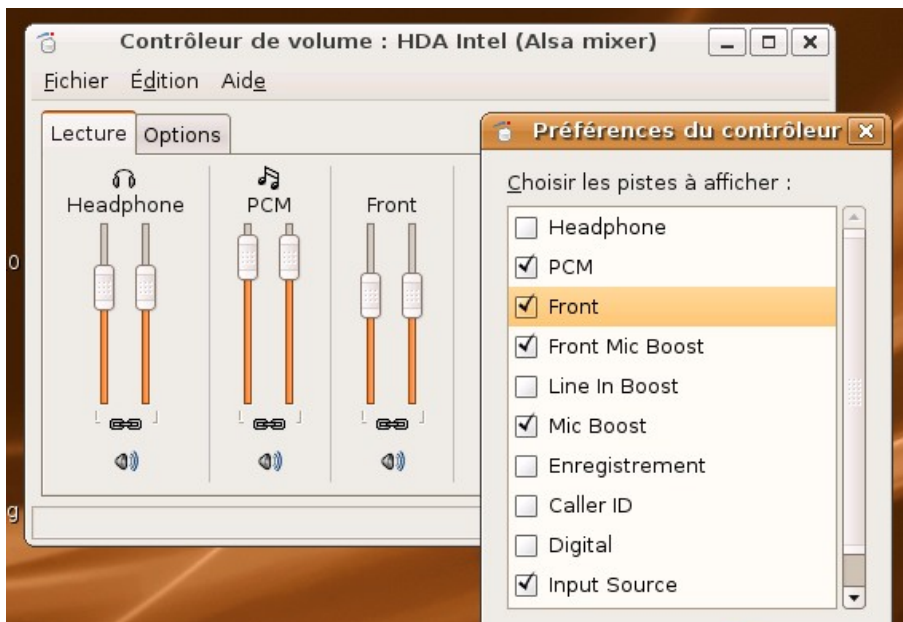 Contrôleur de volume : HDA Intel (Alsa mixer)
Fichier Édition Aide
Lecture Options
Headphone PCM Front
Préférences du contrôleur
Choisir les pistes à afficher :
Headphone
PCM
Front
Front Mic Boost
Line In Boost
Mic Boost
Enregistrement
Caller ID
Digital
Input Source
0
g